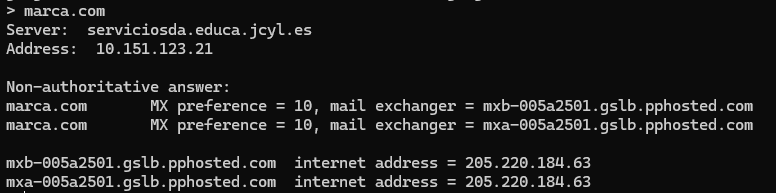 > marca.com
Server:  serviciosda.educa.jcyl.es
Address:  10.151.123.21

Non-authoritative answer:
marca.com       MX preference = 10, mail exchanger = mxb-005a2501.gslb.pphosted.com
marca.com       MX preference = 10, mail exchanger = mxa-005a2501.gslb.pphosted.com

mxb-005a2501.gslb.pphosted.com  internet address = 205.220.184.63
mxa-005a2501.gslb.pphosted.com  internet address = 205.220.184.63